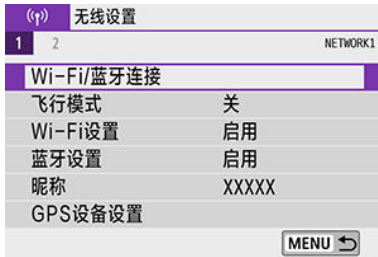 无线设置
1 2 NETWORK1
Wi-Fi/蓝牙连接
飞行模式 关
Wi-Fi设置 启用
蓝牙设置 启用
昵称 XXXXX
GPS设备设置
MENU